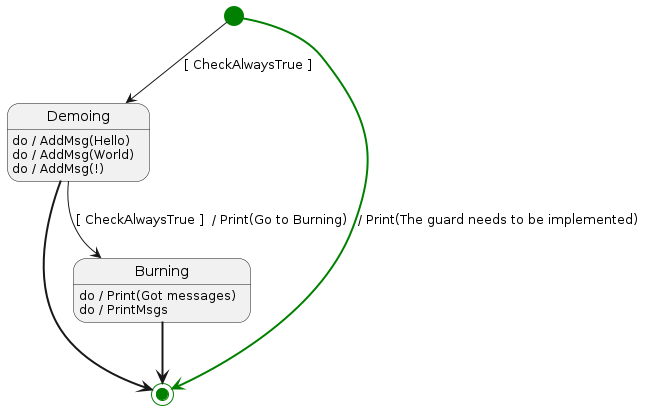 [ CheckAlwaysTrue ]
Demoing
do / AddMsg(Hello)
do / AddMsg(World)
do / AddMsg(!)
[ CheckAlwaysTrue ] / Print(Go to Burning)
/ Print(The guard needs to be implemented)
Burning
do / Print(Got messages)
do / PrintMsgs